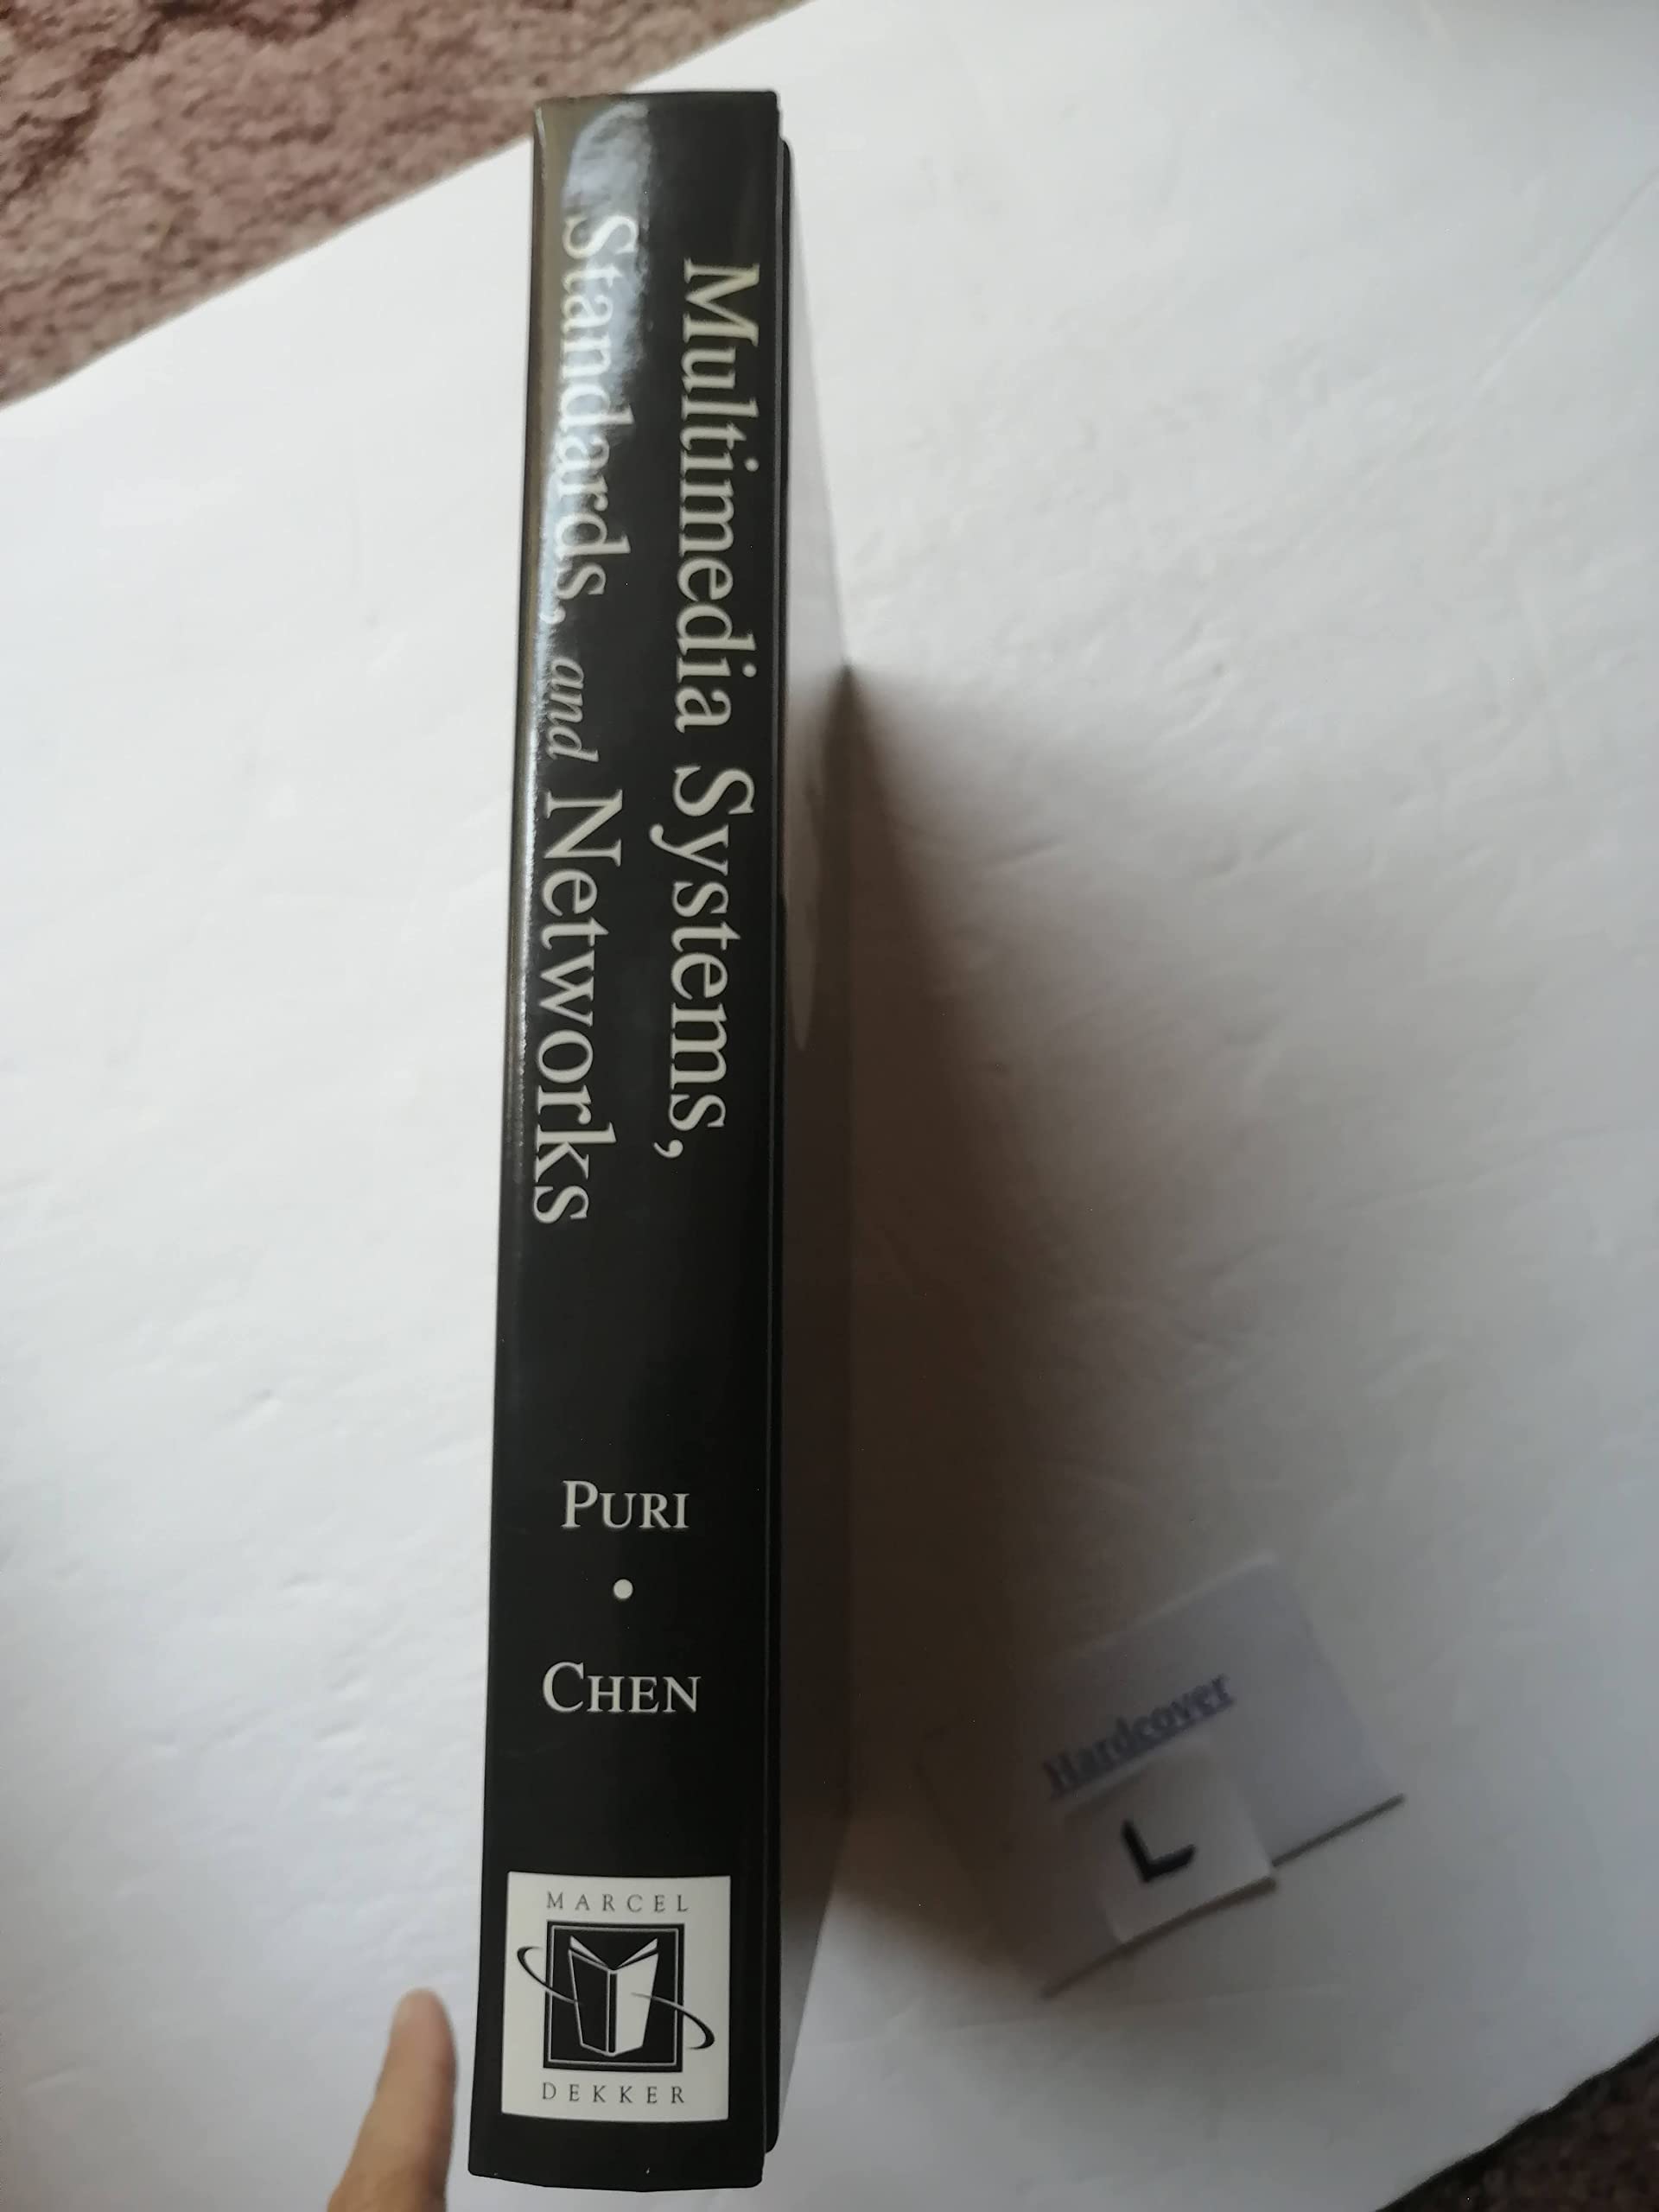 Multimedia Systems,
Standards, and Networks
PURI
•
CHEN
MARCEL
DEKKER
Hardcover
L